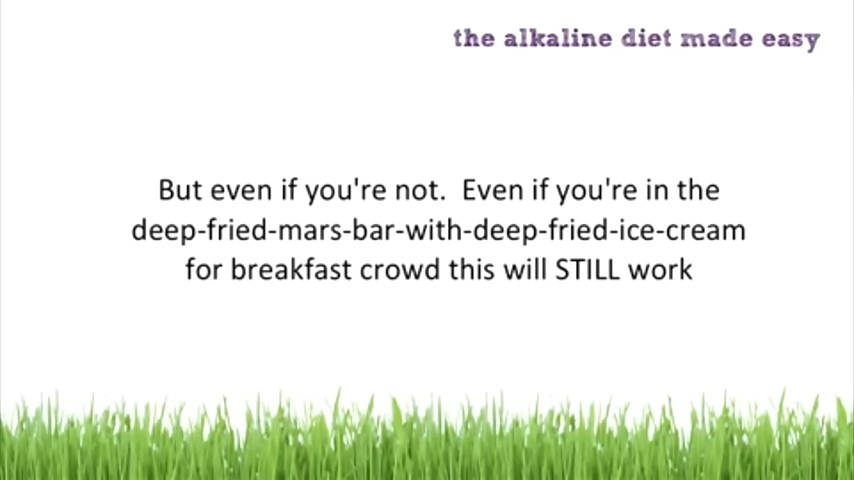 the alkaline diet made easy
But even if you're not.  Even if you're in the
deep-fried-mars-bar-with-deep-fried-ice-cream
for breakfast crowd this will STILL work